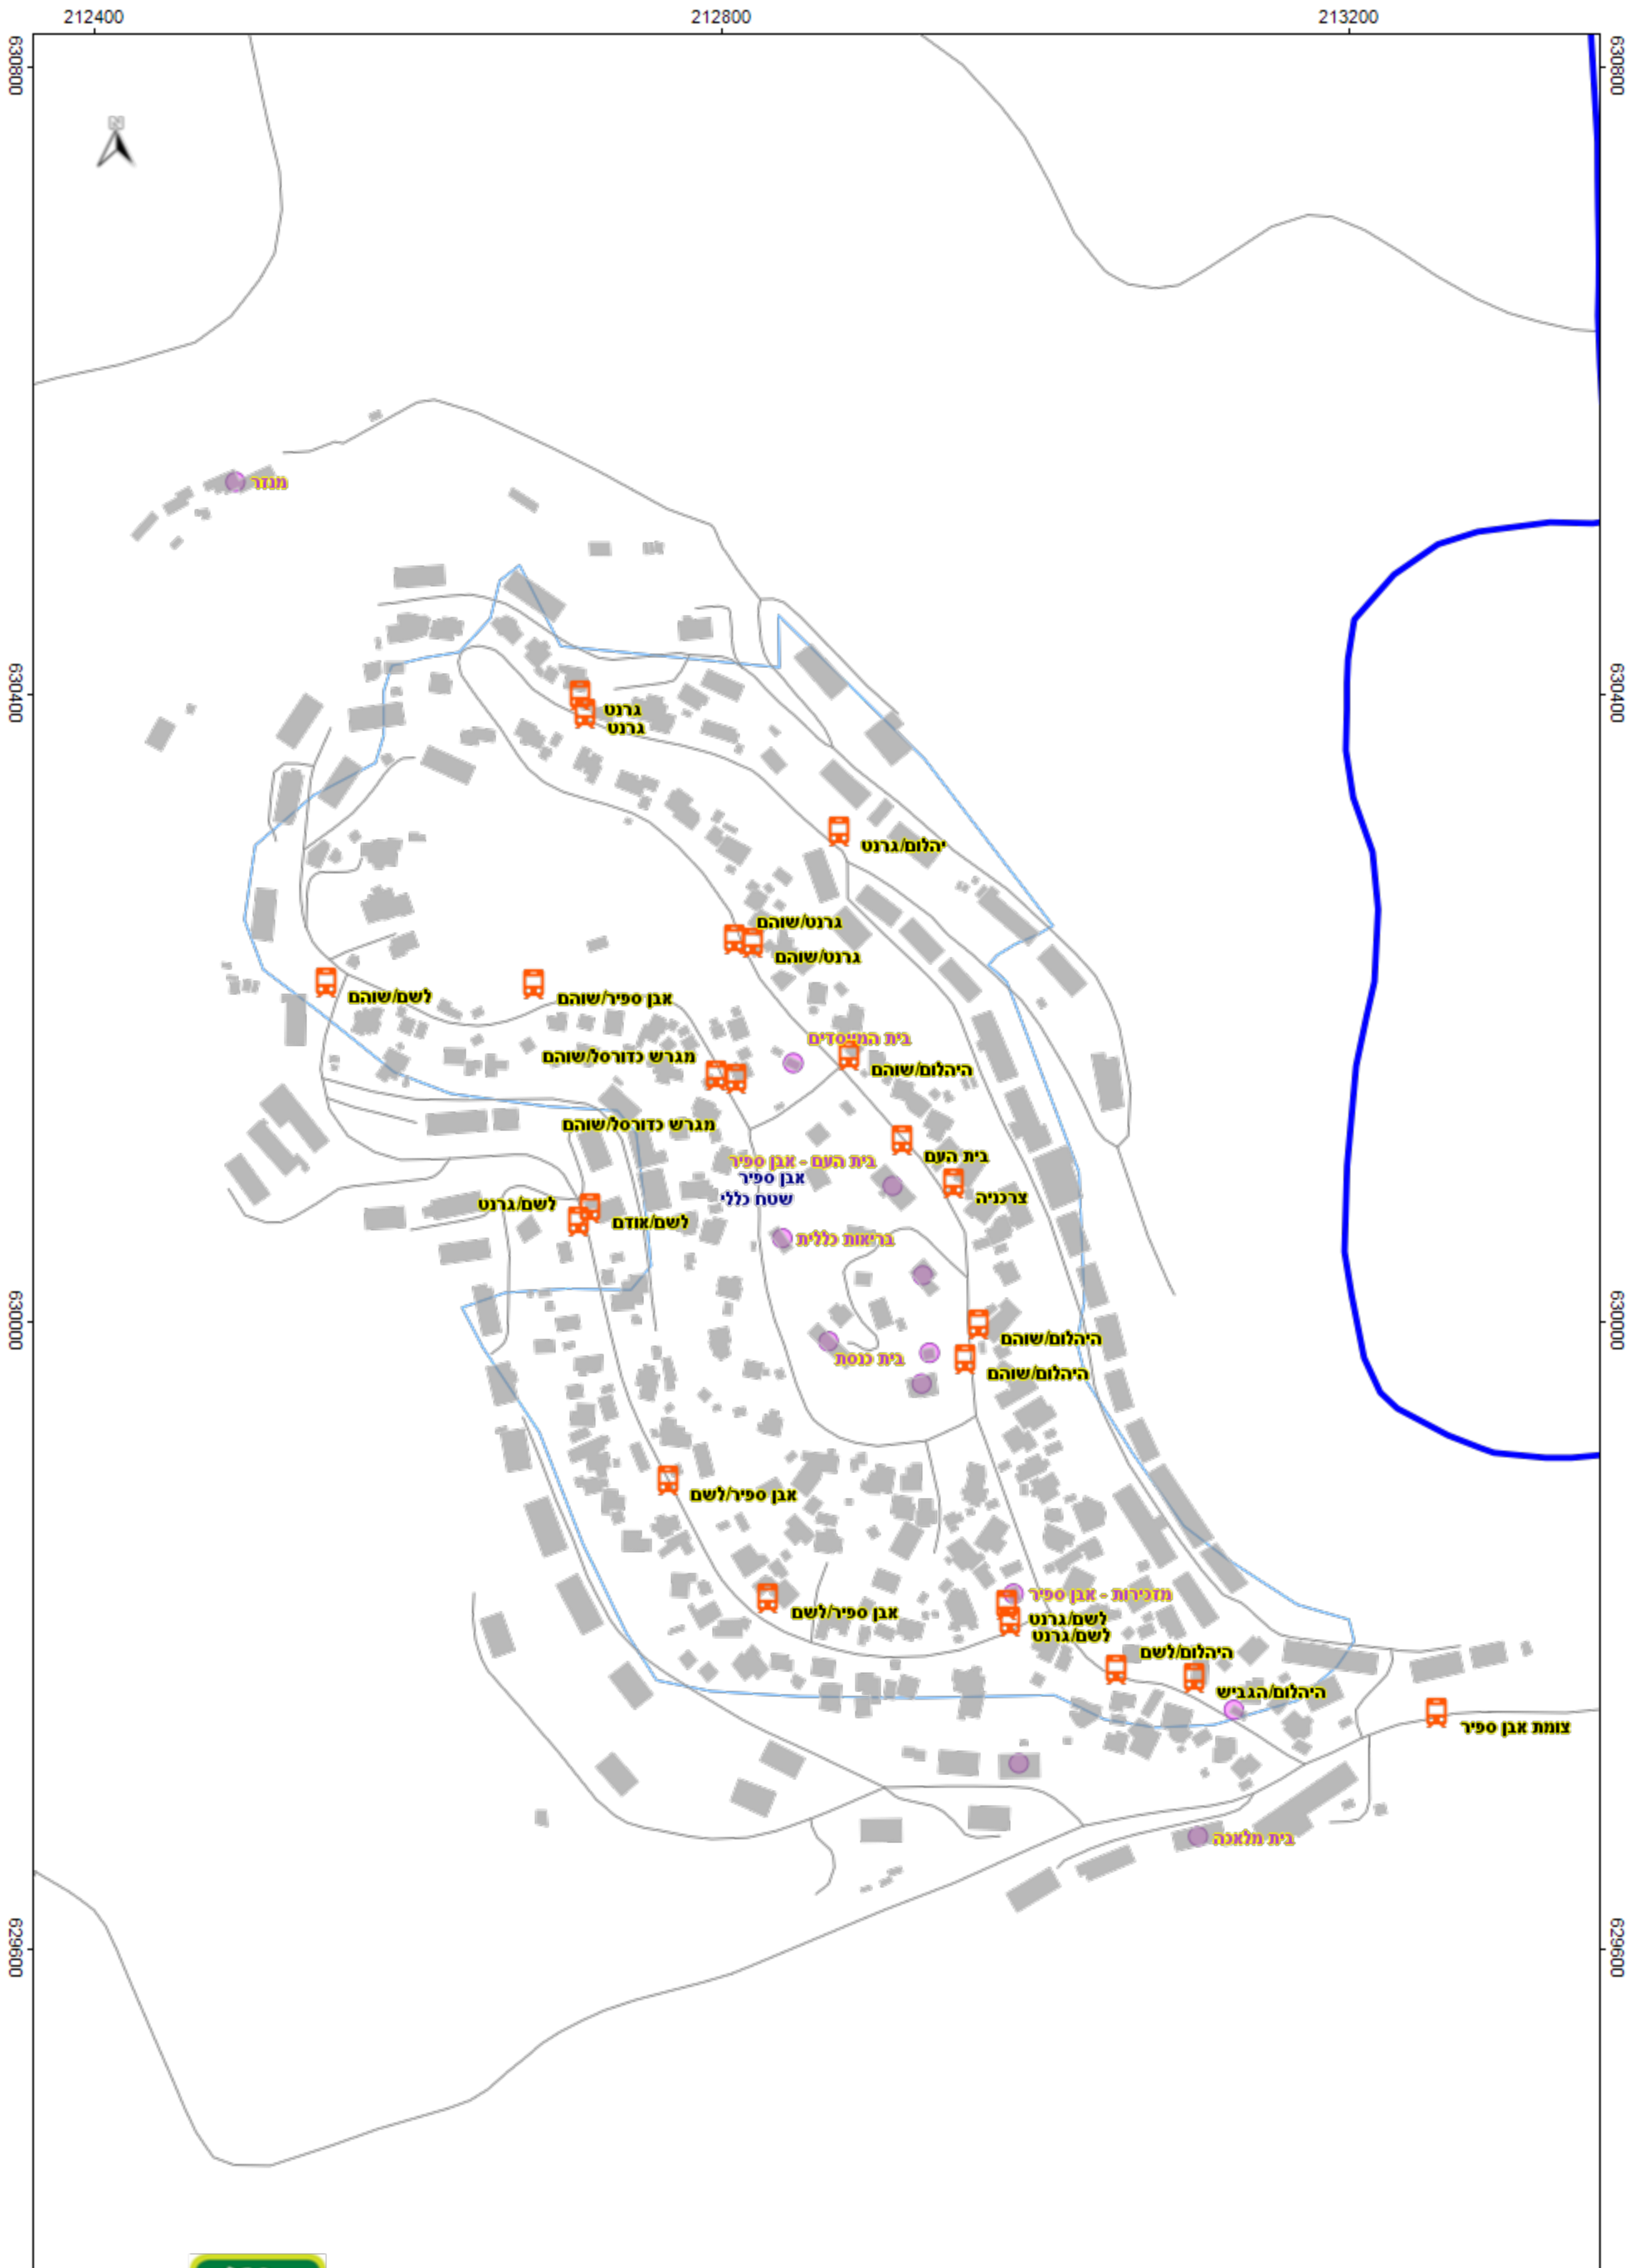 212400
212800
213200
630800
630800
N
מנזר
630400
630400
גרנט
גרנט
יהלום/גרנט
גרנט/שוהם
גרנט/שוהם
לשם/שוהם
אבן ספיר/שוהם
בית המייסדים
מגרש כדורסל/שוהם
היהלום/שוהם
מגרש כדורסל/שוהם
בית העם
בית העם - אבן ספיר
אבן ספיר
שטח כללי
צרכניה
לשם/גרנט
לשם/אודם
בריאות כללית
630000
630000
היהלום/שוהם
בית כנסת
היהלום/שוהם
אבן ספיר/לשם
מזכירות - אבן ספיר
אבן ספיר/לשם
לשם/גרנט
לשם/גרנט
היהלום/לשם
היהלום/הגביש
צומת אבן ספיר
בית מלאכה
629600
629600